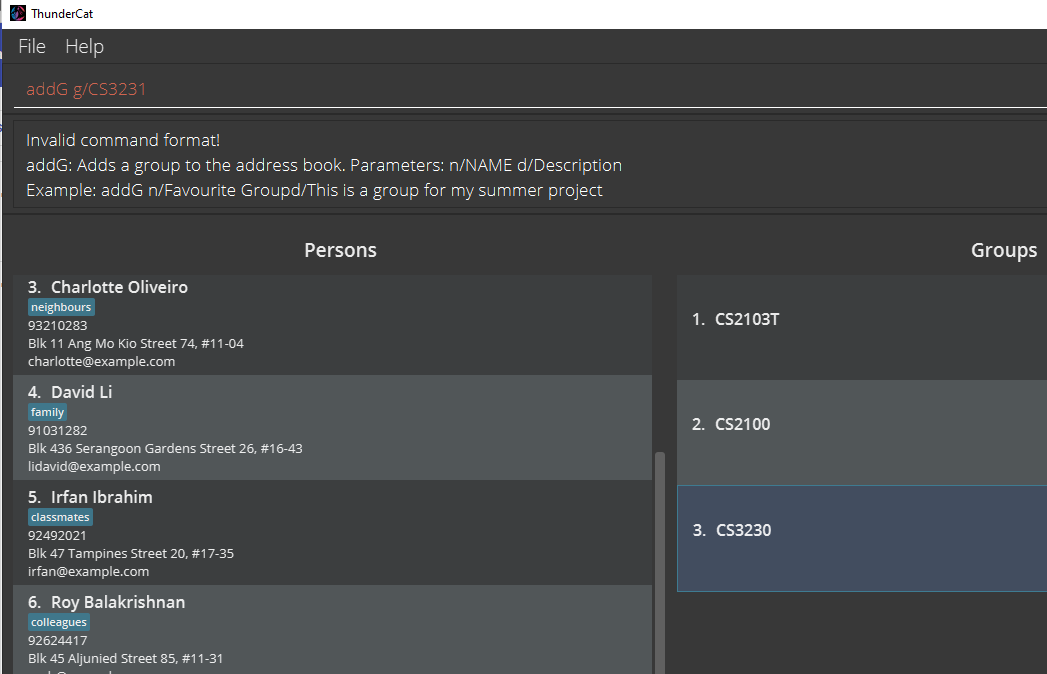 ThunderCat
File Help
addG g/CS3231
Invalid command format!
addG: Adds a group to the address book. Parameters: n/NAME d/Description
Example: addG n/Favourite Groupd/This is a group for my summer project
Persons
3. Charlotte Oliveiro
neighbours
93210283
Blk 11 Ang Mo Kio Street 74, #11-04
charlotte@example.com
4. David Li
family
91031282
Blk 436 Serangoon Gardens Street 26, #16-43
lidavid@example.com
5. Irfan Ibrahim
classmates
92492021
Blk 47 Tampines Street 20, #17-35
irfan@example.com
6. Roy Balakrishnan
colleagues
92624417
Blk 45 Aljunied Street 85, #11-31
Groups
1. CS2103T
2. CS2100
3. CS3230